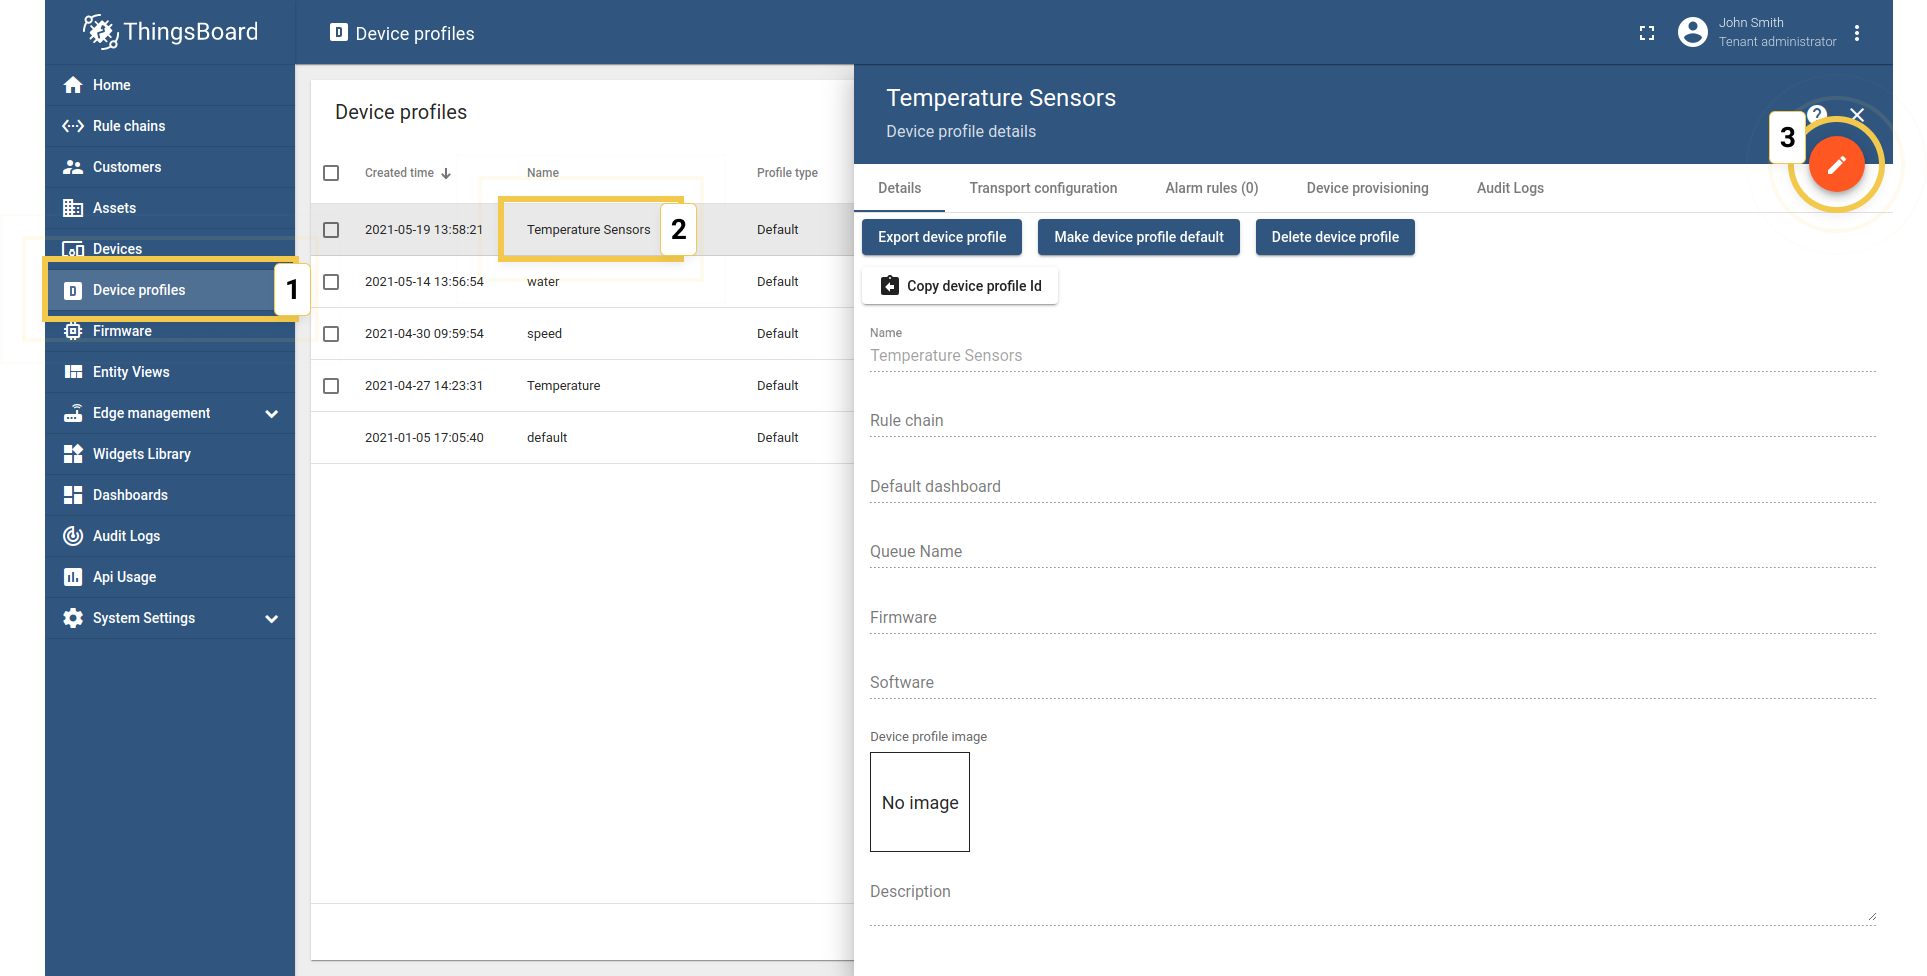 ThingsBoard
Device profiles
John Smith
Tenant administrator
Home
Rule chains
Customers
Assets
Devices
Device profiles
1
Firmware
Entity Views
Edge management
Widgets Library
Dashboards
Audit Logs
Api Usage
System Settings
Device profiles
Created time Name Profile type
2021-05-19 13:58:21 Temperature Sensors 2 Default
2021-05-14 13:56:54 water Default
2021-04-30 09:59:54 speed Default
2021-04-27 14:23:31 Temperature Default
2021-01-05 17:05:40 default Default
Temperature Sensors
Device profile details
?
3
Details Transport configuration Alarm rules (0) Device provisioning Audit Logs
Export device profile Make device profile default Delete device profile
Copy device profile Id
Name
Temperature Sensors
Rule chain
Default dashboard
Queue Name
Firmware
Software
Device profile image
No image
Description